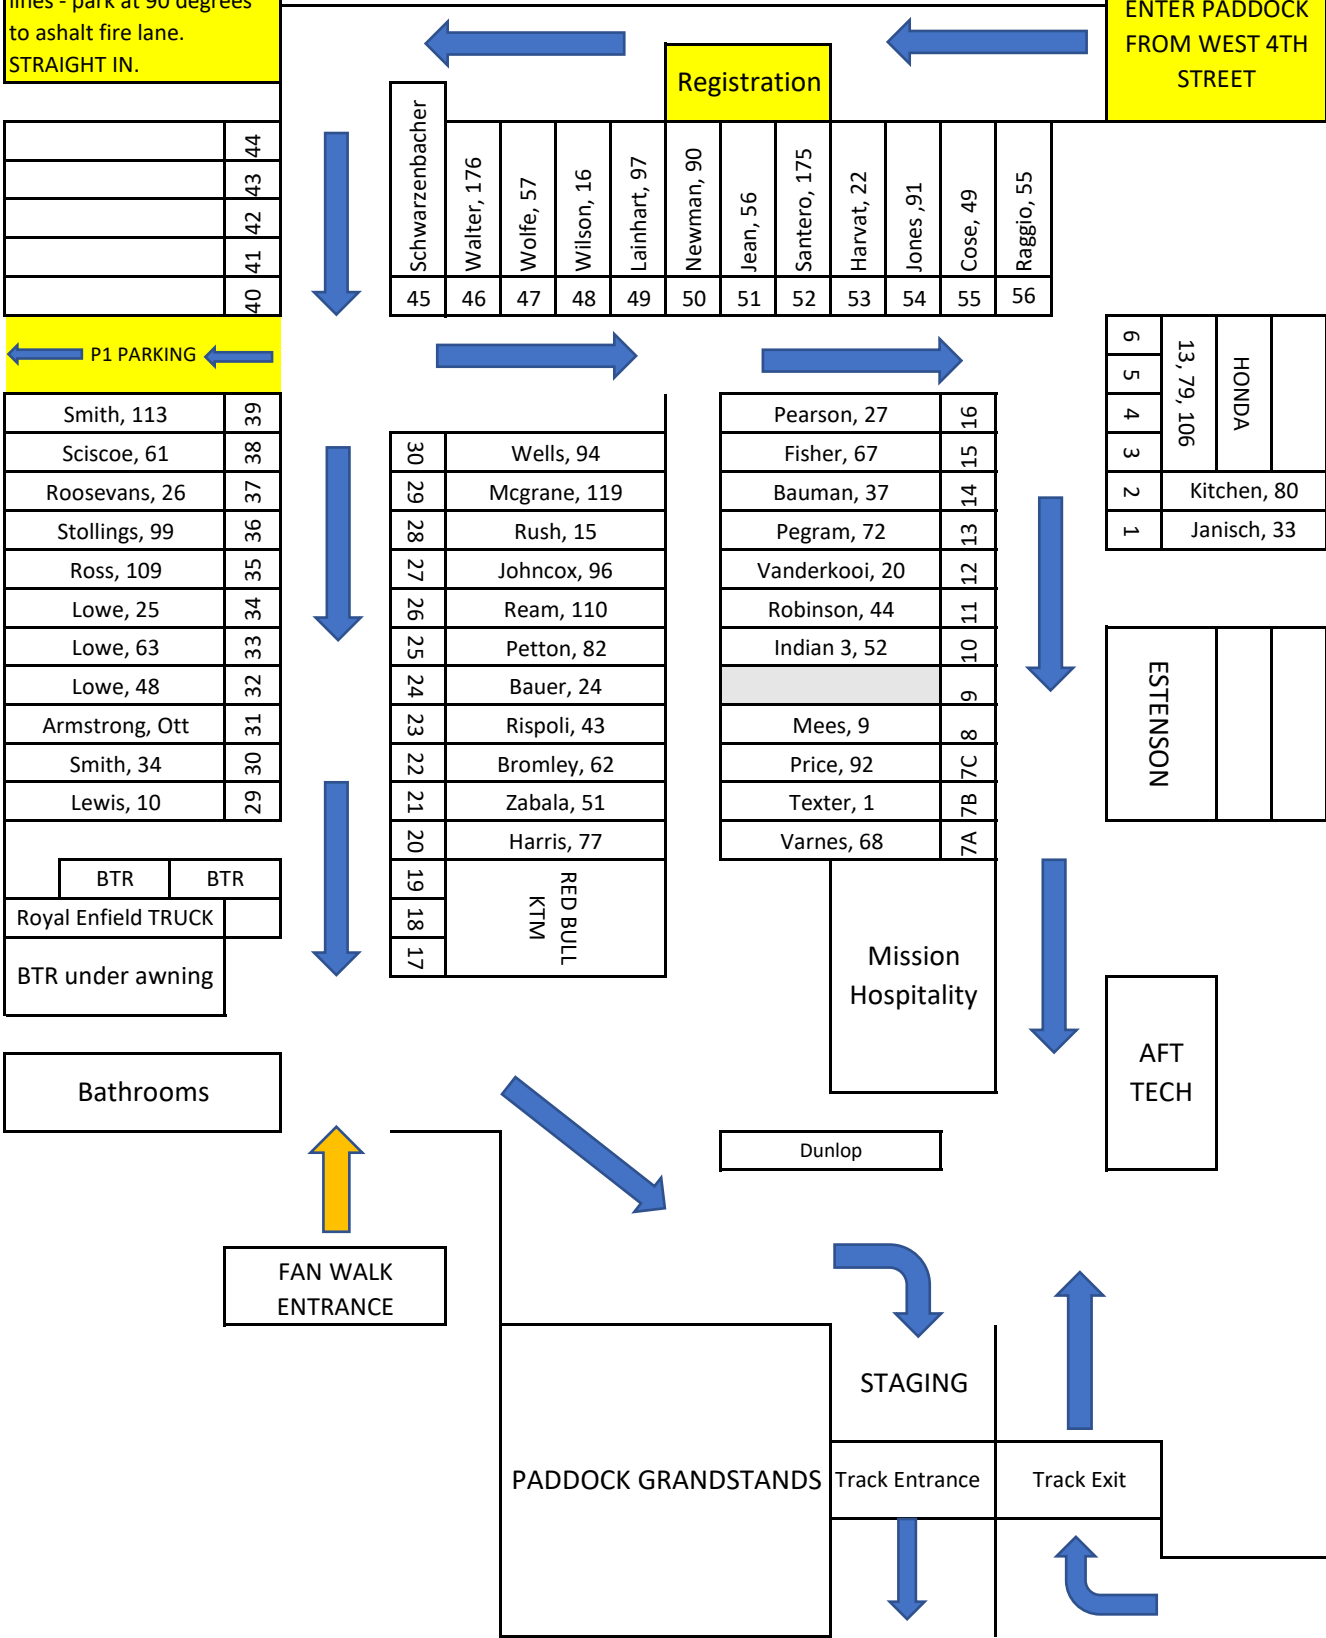 lines - park at 90 degrees
to ashalt fire lane.
STRAIGHT IN.
ENTER PADDOCK
FROM WEST 4TH
STREET
Registration
44
43
42
41
40
Schwarzenbacher
Walter, 176
Wolfe, 57
Wilson, 16
Lainhart, 97
Newman, 90
Jean, 56
Santero, 175
Harvat, 22
Jones ,91
Cose, 49
Raggio, 55
45 46 47 48 49 50 51 52 53 54 55 56
P1 PARKING
Smith, 113 39
Sciscoe, 61 38
Roosevans, 26 37
Stollings, 99 36
Ross, 109 35
Lowe, 25 34
Lowe, 63 33
Lowe, 48 32
Armstrong, Ott 31
Smith, 34 30
Lewis, 10 29
BTR BTR
Royal Enfield TRUCK
BTR under awning
Bathrooms
30 Wells, 94
29 Mcgrane, 119
28 Rush, 15
27 Johncox, 96
26 Ream, 110
25 Petton, 82
24 Bauer, 24
23 Rispoli, 43
22 Bromley, 62
21 Zabala, 51
20 Harris, 77
19
18
17
RED BULL
KTM
Pearson, 27 16
Fisher, 67 15
Bauman, 37 14
Pegram, 72 13
Vanderkooi, 20 12
Robinson, 44 11
Indian 3, 52 10
9
Mees, 9 8
Price, 92 7C
Texter, 1 7B
Varnes, 68 7A
Mission
Hospitality
Dunlop
6
5
4
3
13, 79, 106
HONDA
2 Kitchen, 80
1 Janisch, 33
ESTENSON
AFT
TECH
FAN WALK
ENTRANCE
STAGING
PADDOCK GRANDSTANDS
Track Entrance
Track Exit